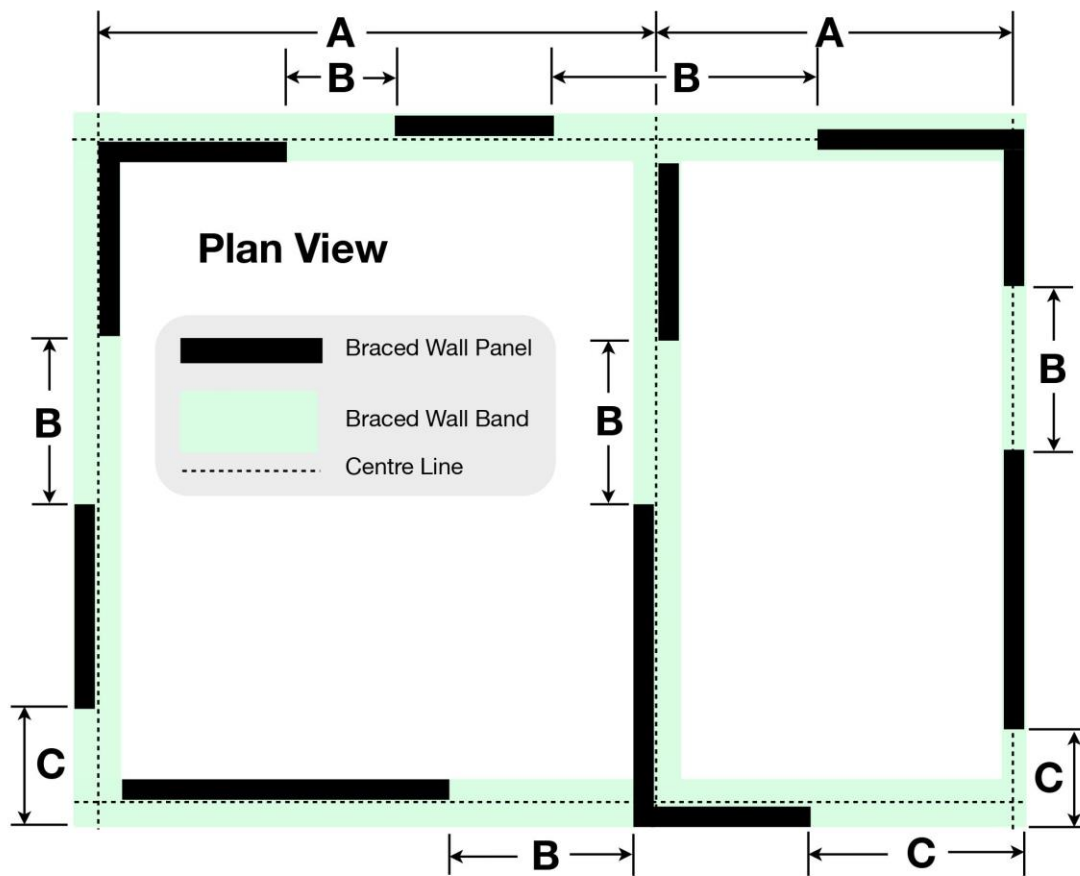 A
A
B
B
Plan View
Braced Wall Panel
Braced Wall Band
Centre Line
B
B
B
C
C
B
C